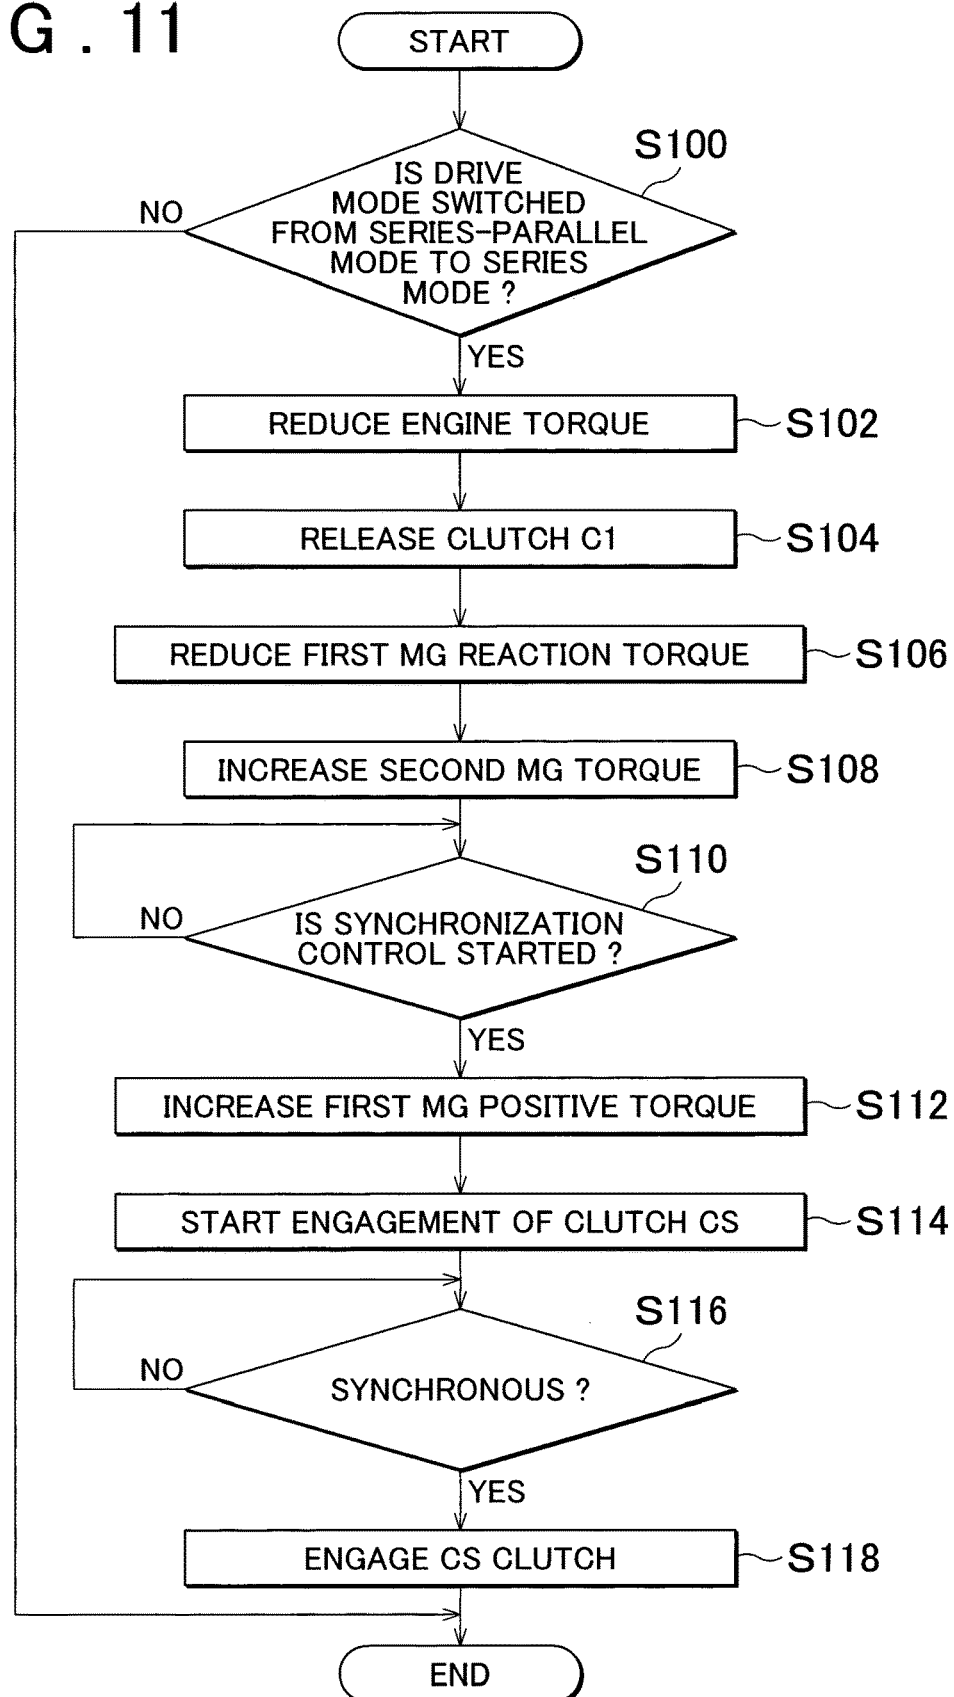 G . 11
START
S100
IS DRIVE
MODE SWITCHED
FROM SERIES-PARALLEL
MODE TO SERIES
MODE ?
NO
YES
REDUCE ENGINE TORQUE
S102
RELEASE CLUTCH C1
S104
REDUCE FIRST MG REACTION TORQUE
S106
INCREASE SECOND MG TORQUE
S108
S110
IS SYNCHRONIZATION
CONTROL STARTED ?
NO
YES
INCREASE FIRST MG POSITIVE TORQUE
S112
START ENGAGEMENT OF CLUTCH CS
S114
S116
NO
SYNCHRONOUS ?
YES
ENGAGE CS CLUTCH
S118
END